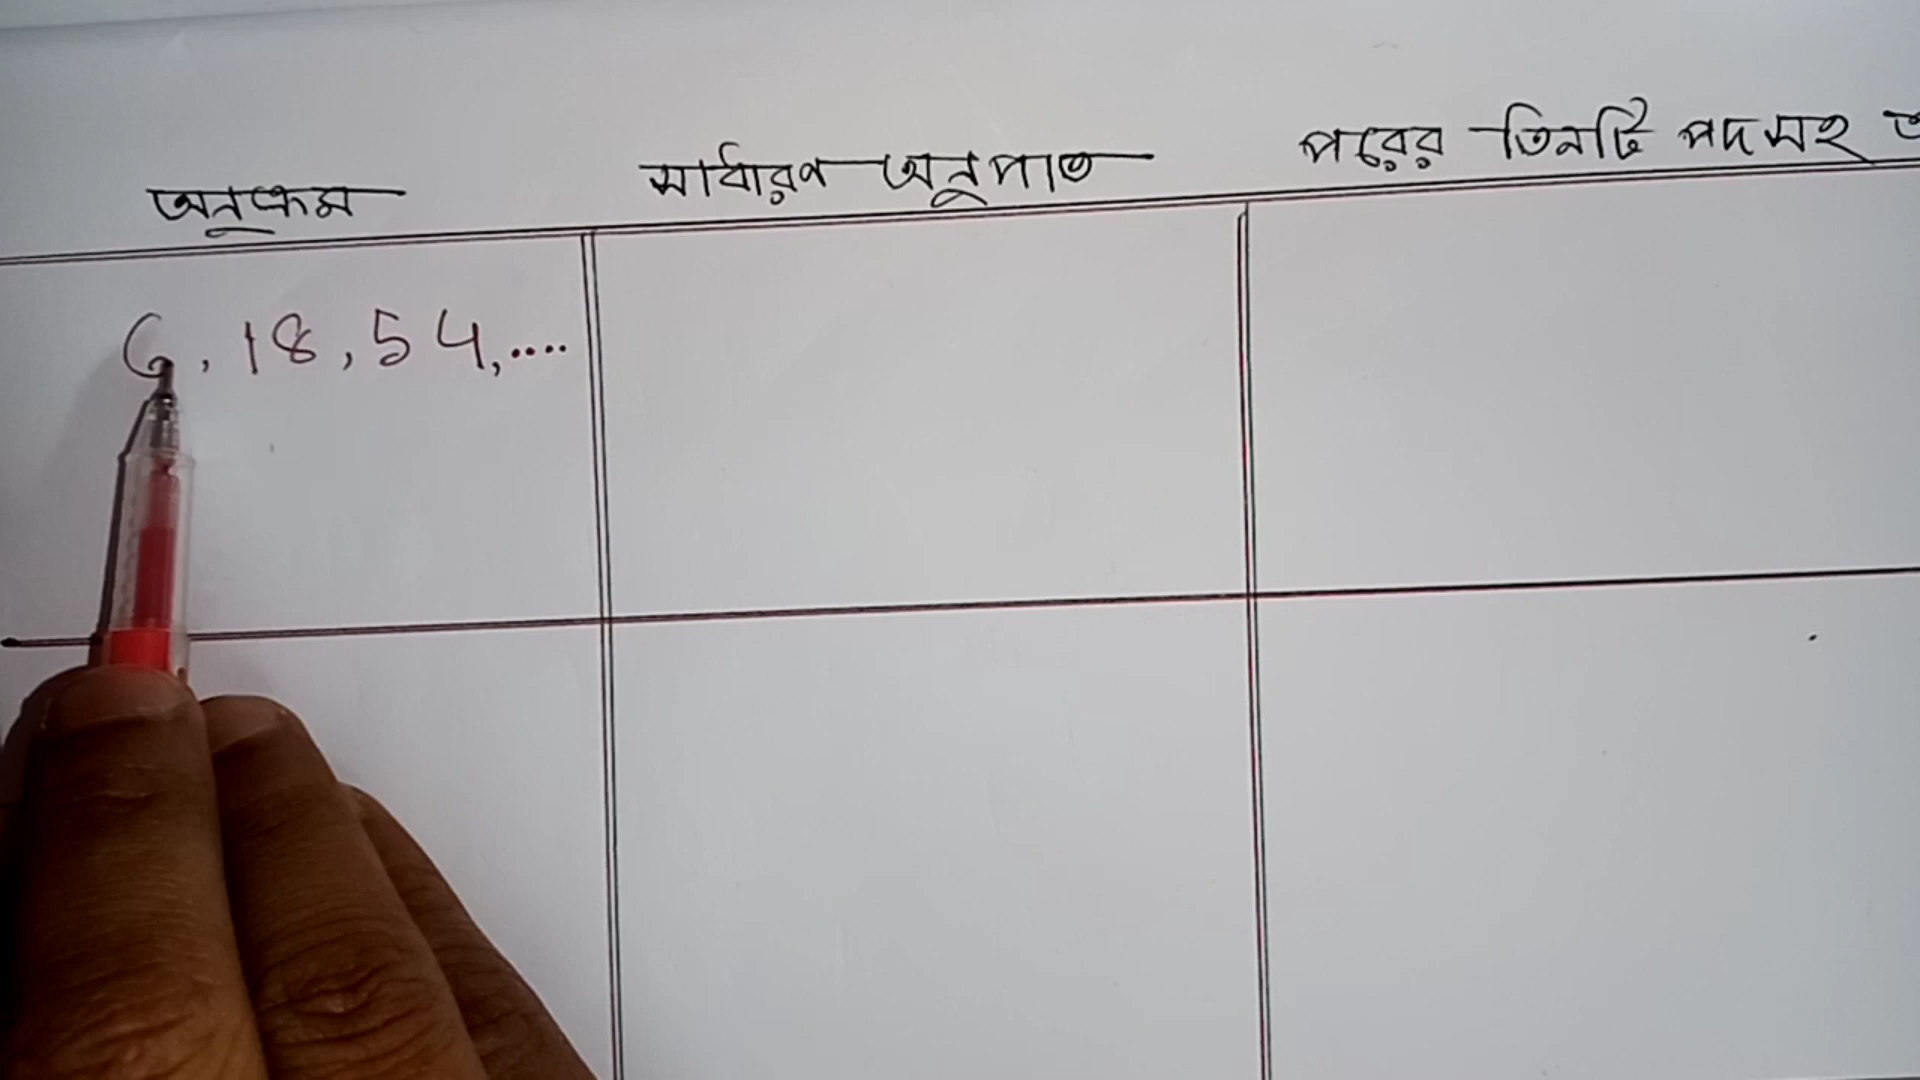 অনুক্রম
সাধারণ অনুপাত
পরের তিনটি পদসহ
6, 18, 54, ....